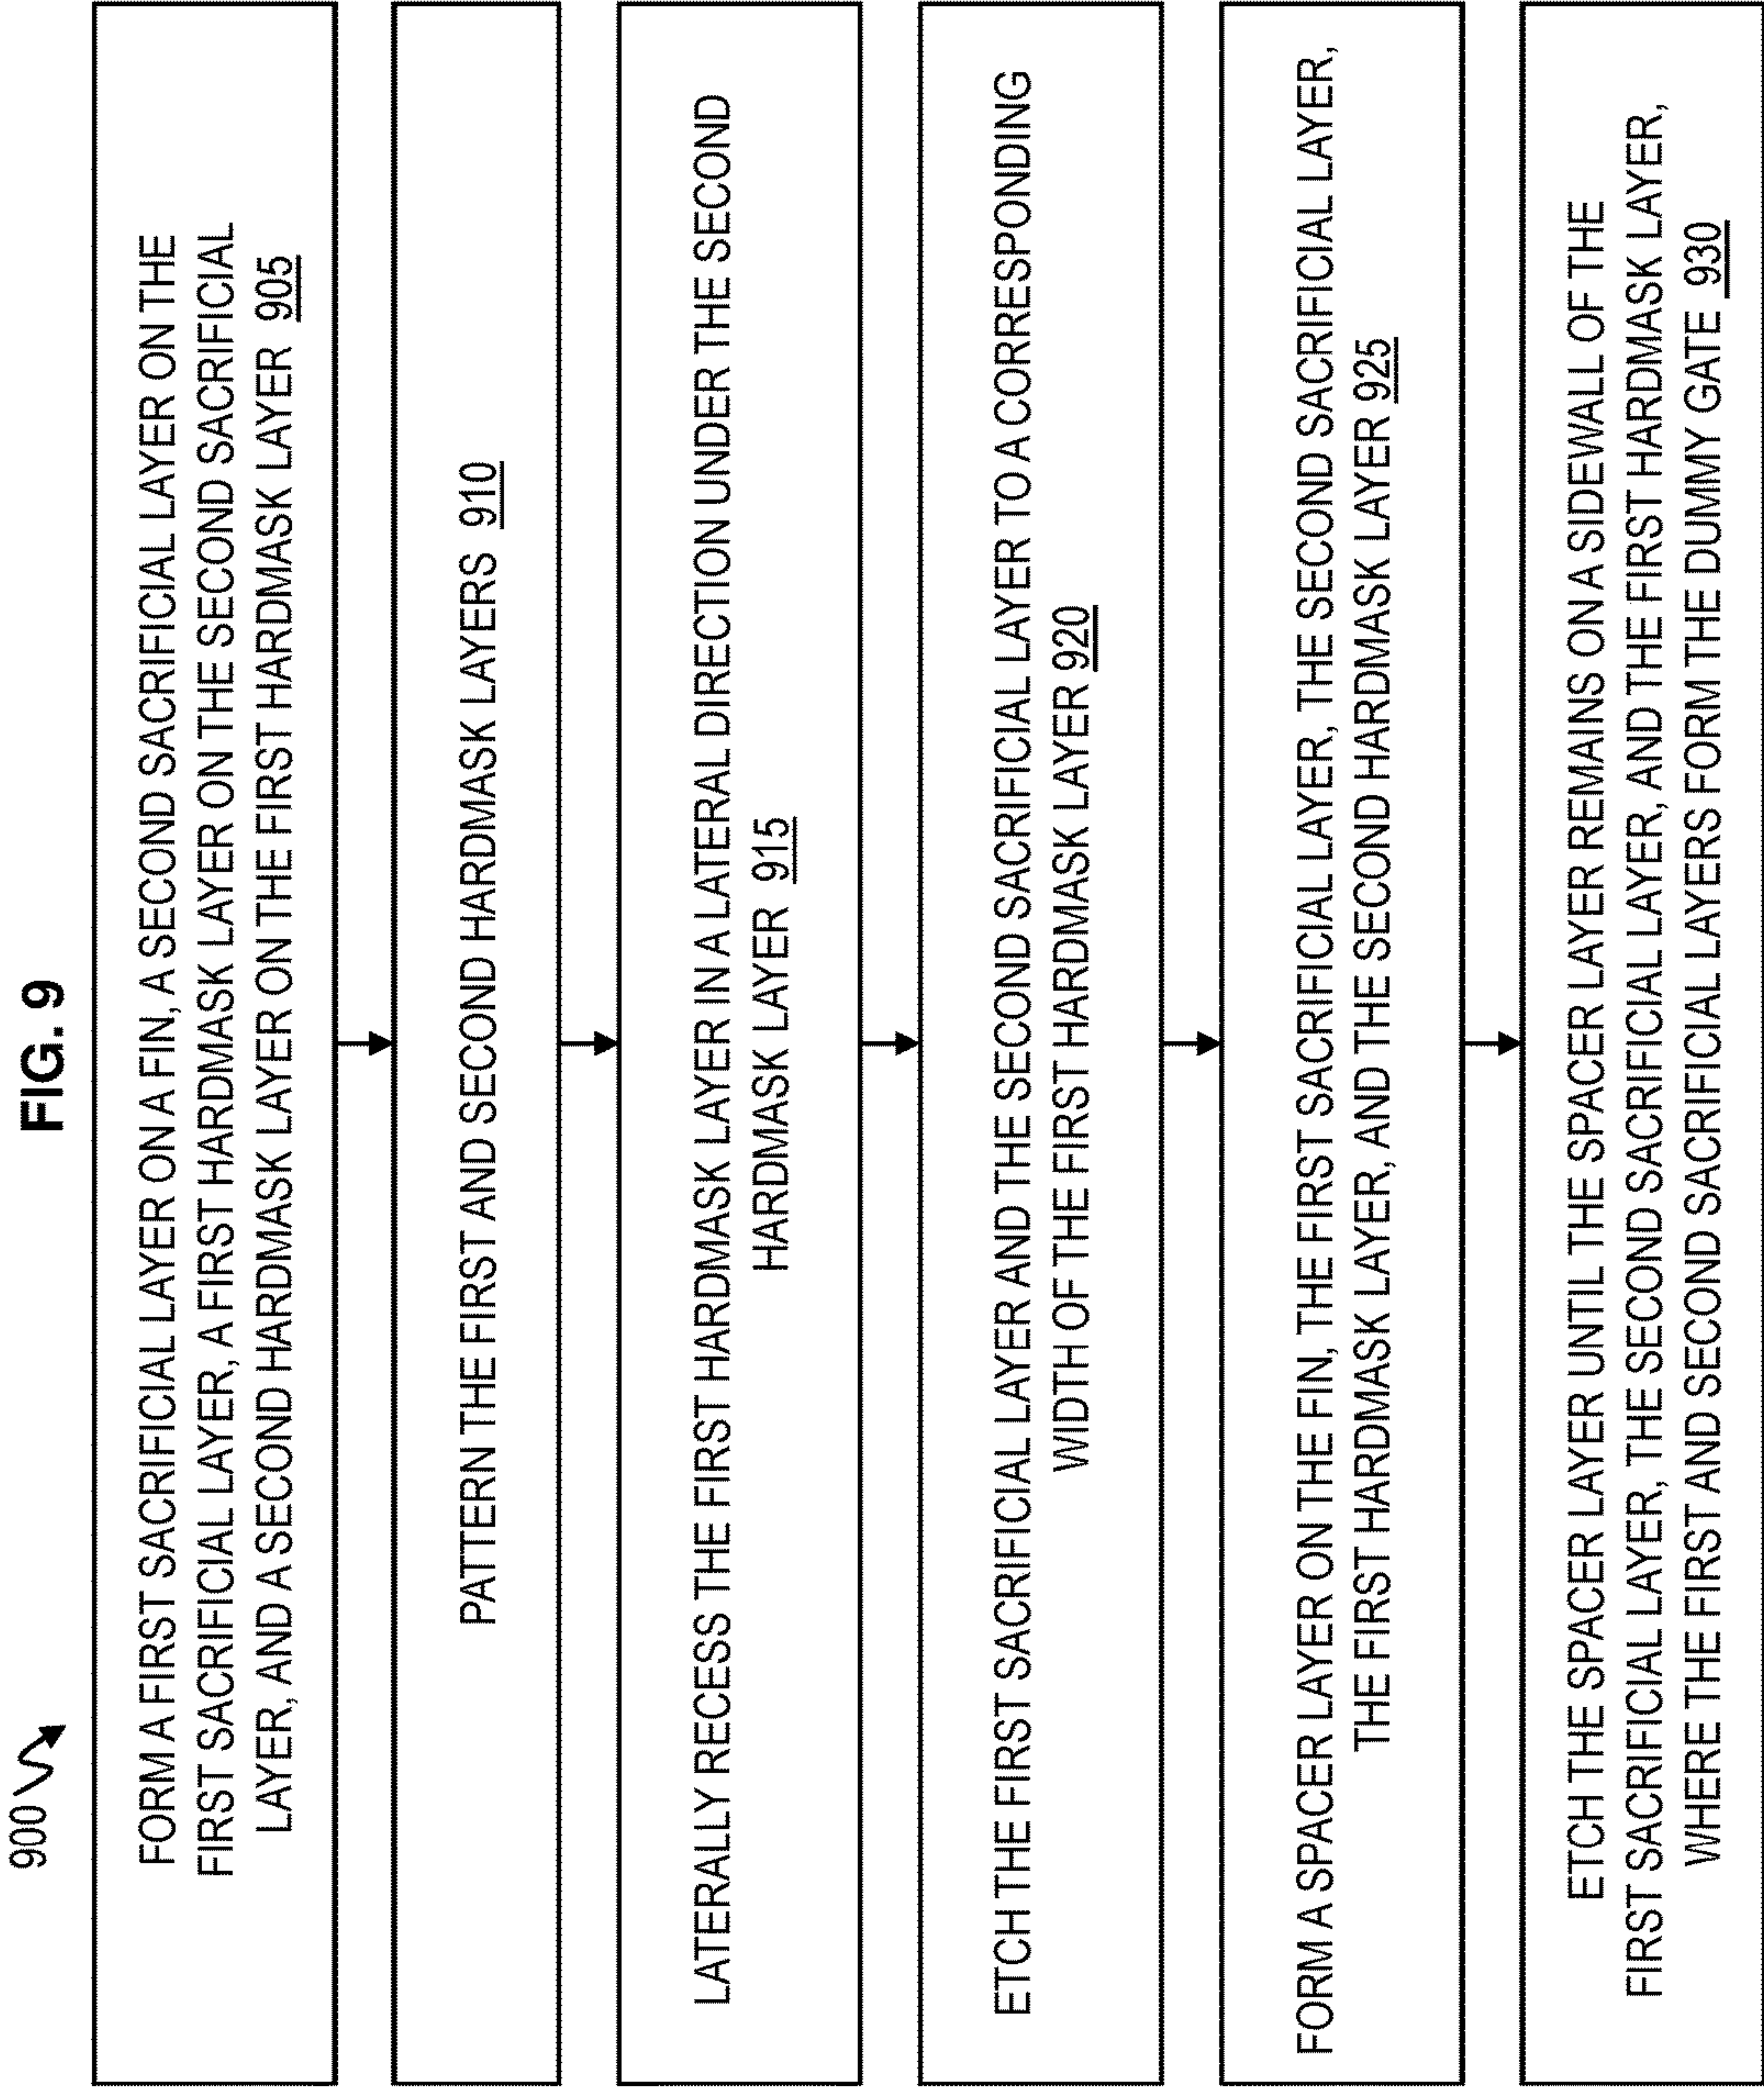 FIG. 9
900
FORM A FIRST SACRIFICIAL LAYER ON A FIN, A SECOND SACRIFICIAL LAYER ON THE
FIRST SACRIFICIAL LAYER, A FIRST HARDMASK LAYER ON THE SECOND SACRIFICIAL
LAYER, AND A SECOND HARDMASK LAYER ON THE FIRST HARDMASK LAYER 905
PATTERN THE FIRST AND SECOND HARDMASK LAYERS 910
LATERALLY RECESS THE FIRST HARDMASK LAYER IN A LATERAL DIRECTION UNDER THE SECOND
HARDMASK LAYER 915
ETCH THE FIRST SACRIFICIAL LAYER AND THE SECOND SACRIFICIAL LAYER TO A CORRESPONDING
WIDTH OF THE FIRST HARDMASK LAYER 920
FORM A SPACER LAYER ON THE FIN, THE FIRST SACRIFICIAL LAYER, THE SECOND SACRIFICIAL LAYER,
THE FIRST HARDMASK LAYER, AND THE SECOND HARDMASK LAYER 925
ETCH THE SPACER LAYER UNTIL THE SPACER LAYER REMAINS ON A SIDEWALL OF THE
FIRST SACRIFICIAL LAYER, THE SECOND SACRIFICIAL LAYER, AND THE FIRST HARDMASK LAYER,
WHERE THE FIRST AND SECOND SACRIFICIAL LAYERS FORM THE DUMMY GATE 930